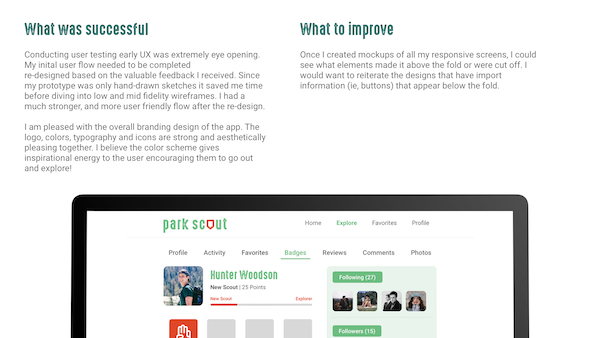 What was successful
Conducting user testing early UX was extremely eye opening.
My inital user flow needed to be completed
re-designed based on the valuable feedback I received. Since
my prototype was only hand-drawn sketches it saved me time
before diving into low and mid fidelity wireframes. I had a
much stronger, and more user friendly flow after the re-design.
I am pleased with the overall branding design of the app. The
logo, colors, typography and icons are strong and aesthetically
pleasing together. I believe the color scheme gives
inspirational energy to the user encouraging them to go out
and explore!
What to improve
Once I created mockups of all my responsive screens, I could
see what elements made it above the fold or were cut off. I
would want to reiterate the designs that have import
information (ie, buttons) that appear below the fold.
park scout
Home Explore Favorites Profile
Profile Activity Favorites Badges Reviews Comments Photos
Hunter Woodson
New Scout | 25 Points
New Scout Explorer
Following (27)
Followers (15)